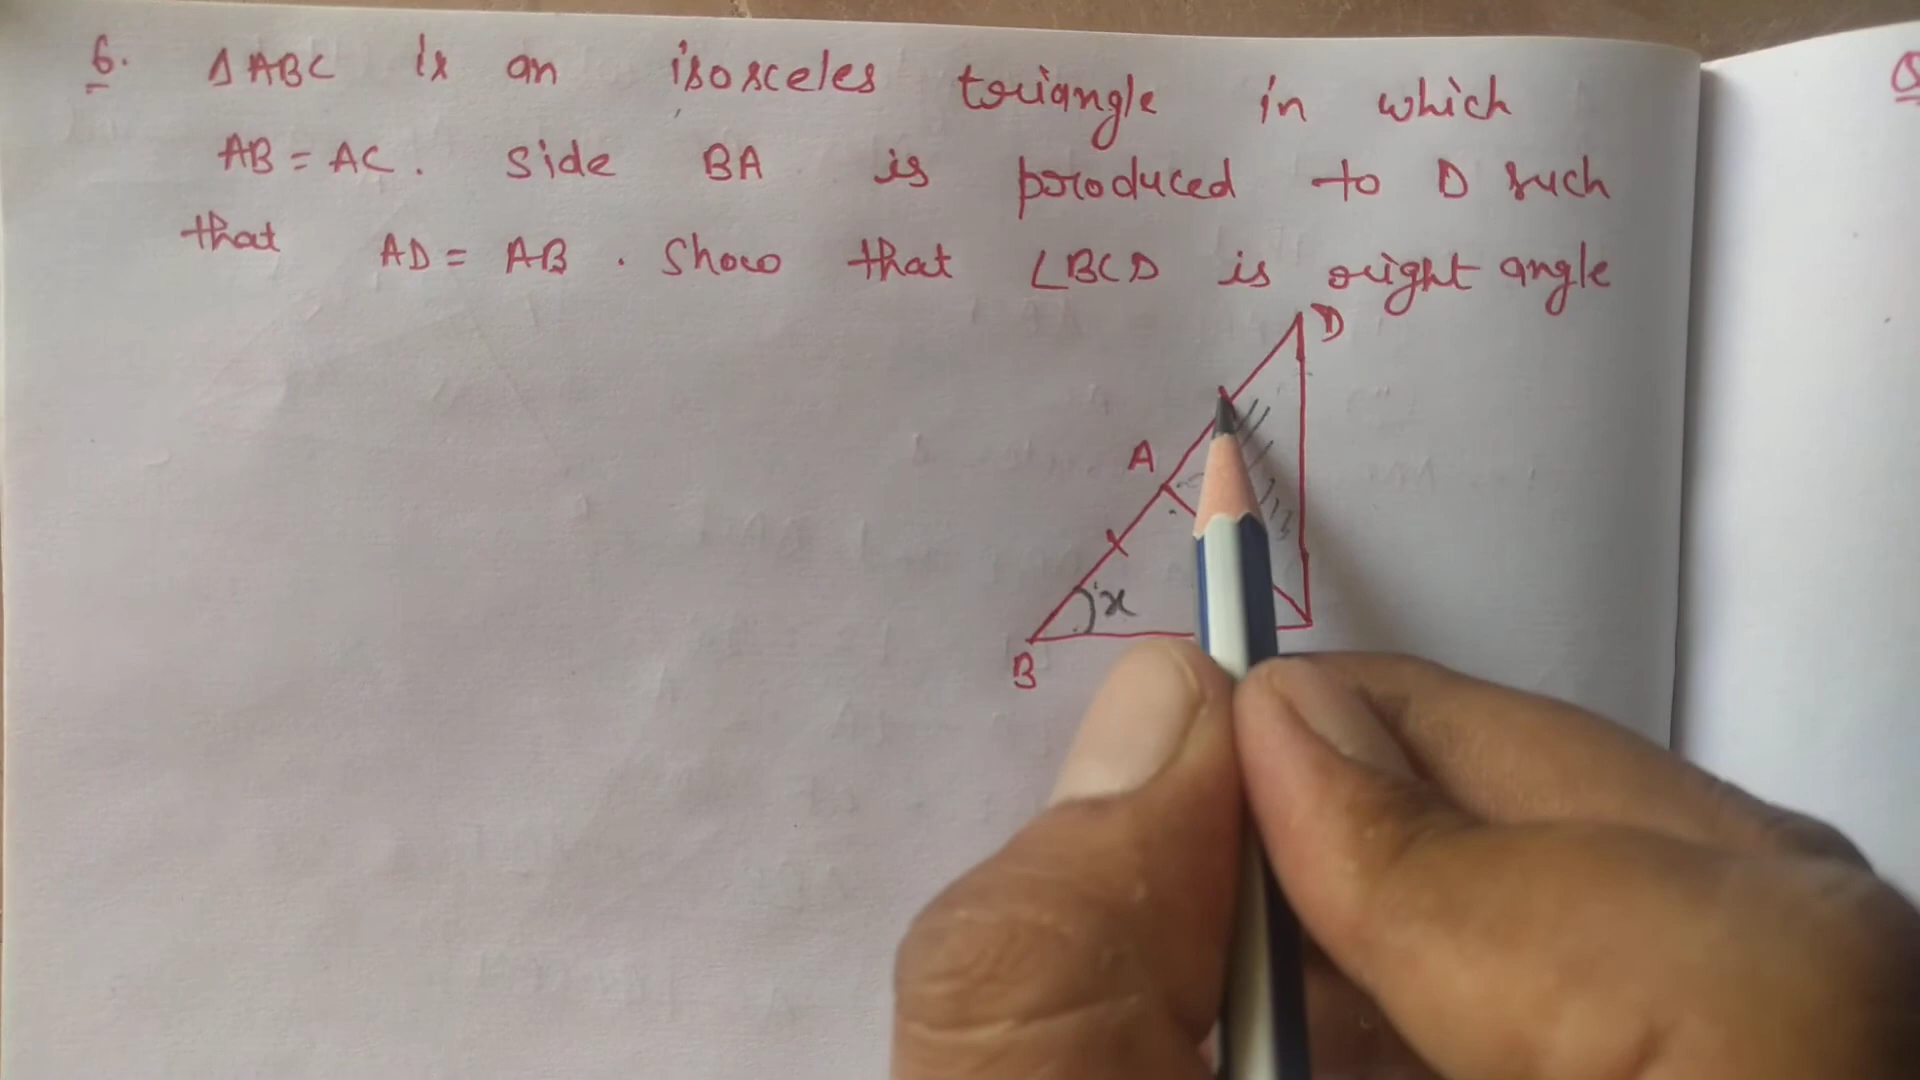 6. ΔABC is an isosceles triangle in which
AB = AC. Side BA is produced to D such
that AD = AB. Show that ∠BCD is right angle
D
A
x
B